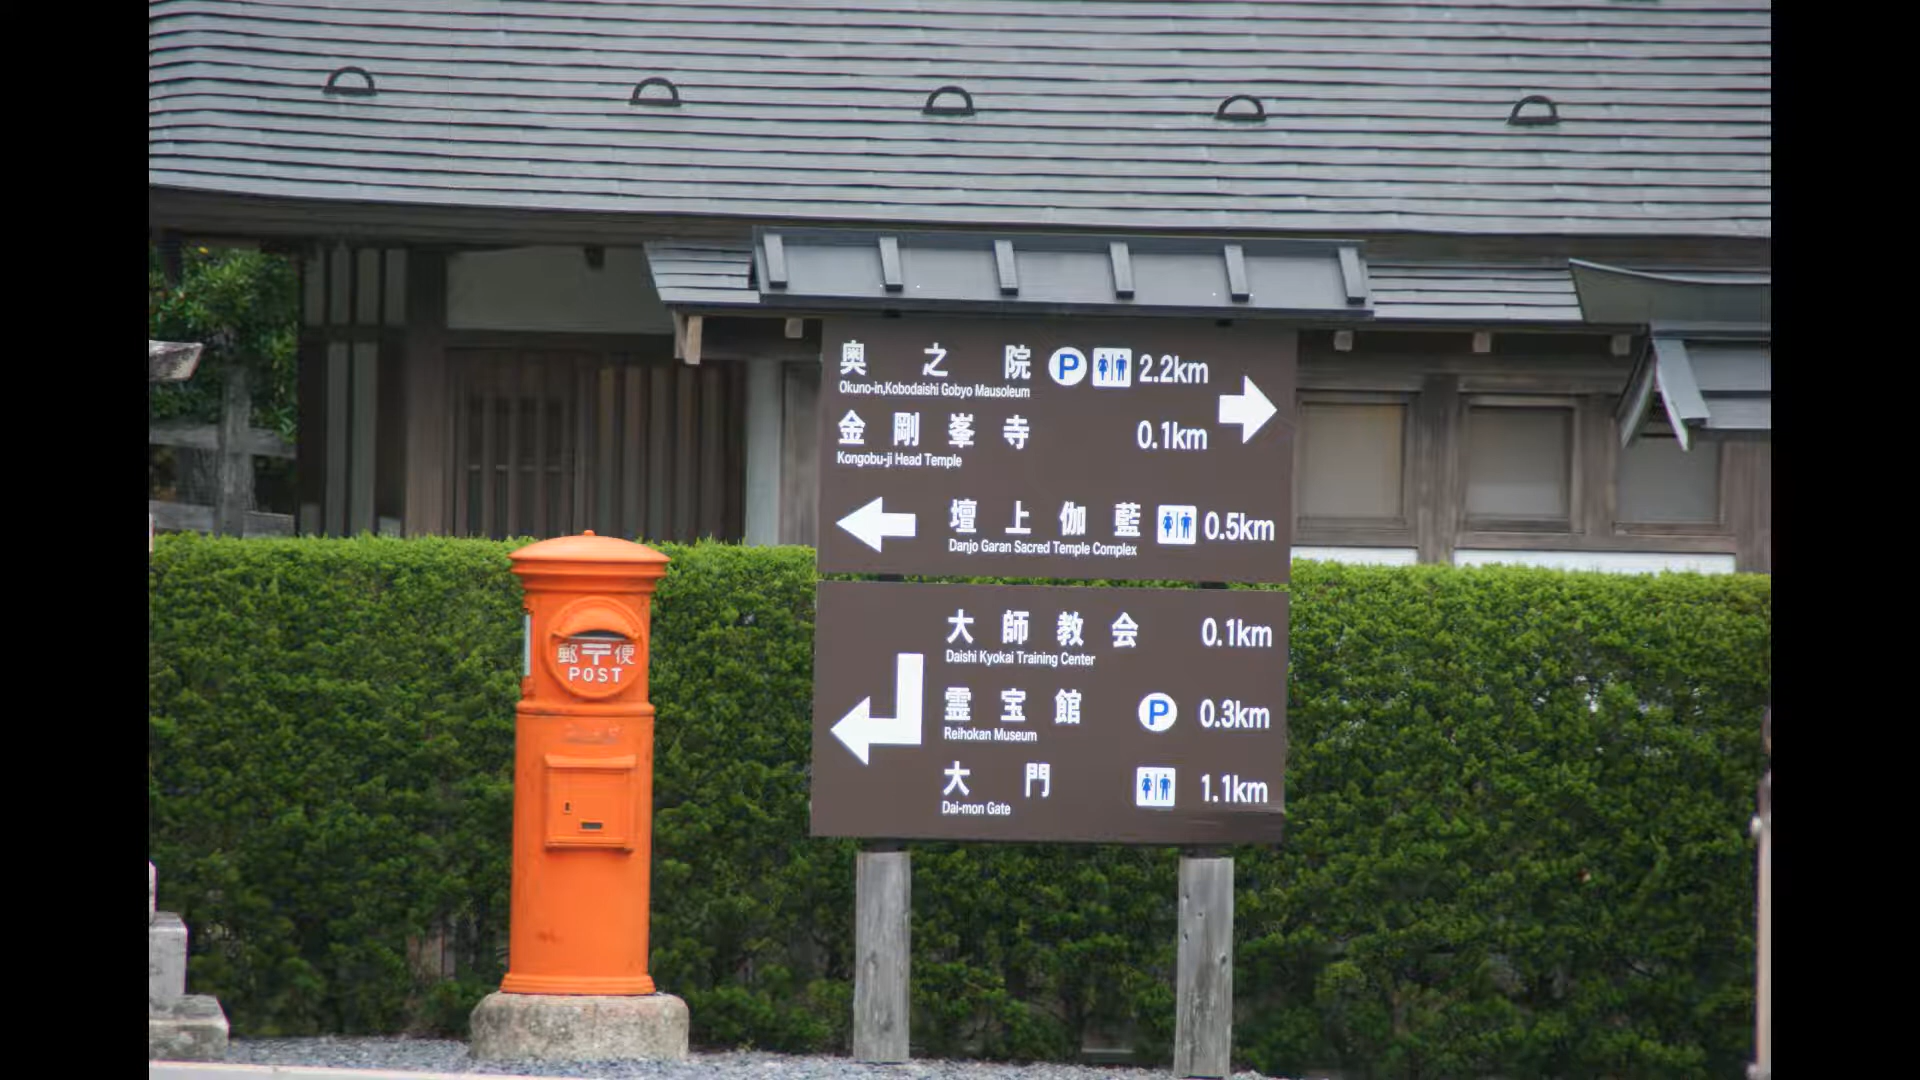 奥之院 P 2.2km
Okuno-in,Kobodaishi Gobyo Mausoleum
金剛峯寺 0.1km
Kongobu-ji Head Temple
壇上伽藍 0.5km
Danjo Garan Sacred Temple Complex
大師教会 0.1km
Daishi Kyokai Training Center
霊宝館 P 0.3km
Reihokan Museum
大門 1.1km
Dai-mon Gate
郵〒便
POST